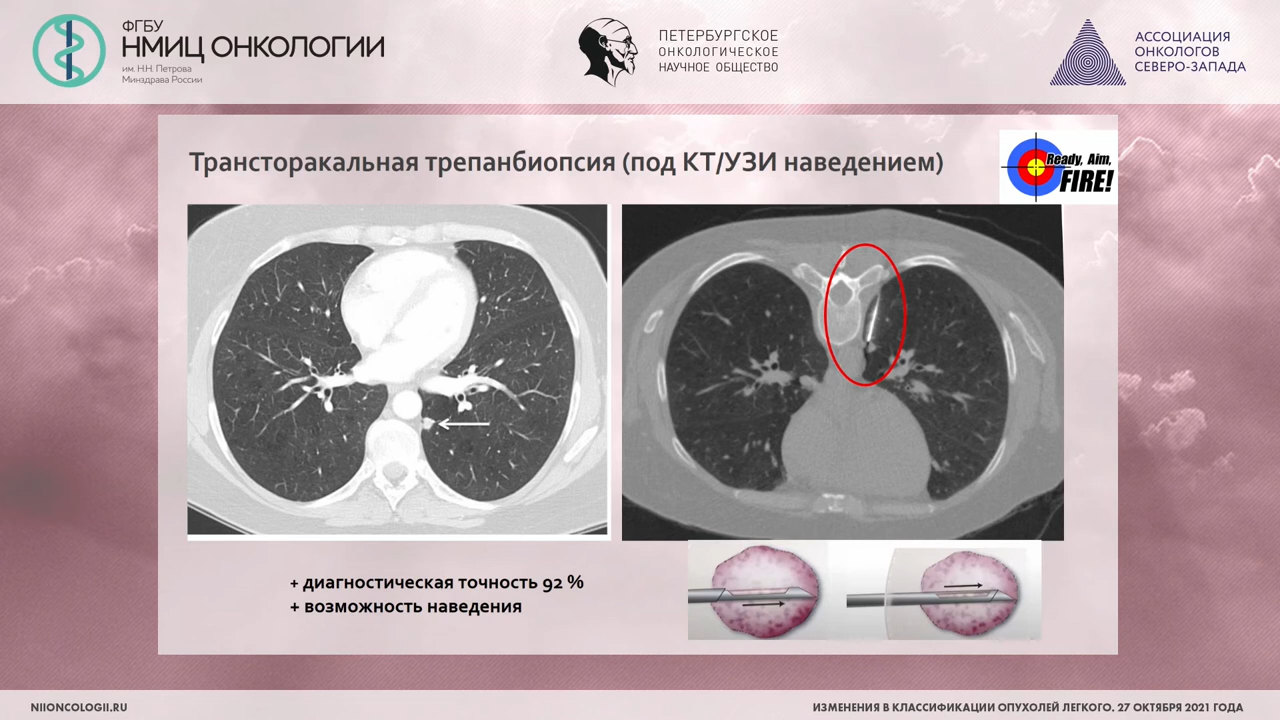 ФГБУ
НМИЦ ОНКОЛОГИИ
им. Н.Н. Петрова
Минздрава России
ПЕТЕРБУРГСКОЕ
ОНКОЛОГИЧЕСКОЕ
НАУЧНОЕ ОБЩЕСТВО
АССОЦИАЦИЯ
ОНКОЛОГОВ
СЕВЕРО-ЗАПАДА
Трансторакальная трепанбиопсия (под КТ/УЗИ наведением)
Ready, Aim,
FIRE!
+ диагностическая точность 92 %
+ возможность наведения
NIIONCOLOGII.RU
ИЗМЕНЕНИЯ В КЛАССИФИКАЦИИ ОПУХОЛЕЙ ЛЕГКОГО. 27 ОКТЯБРЯ 2021 ГОДА